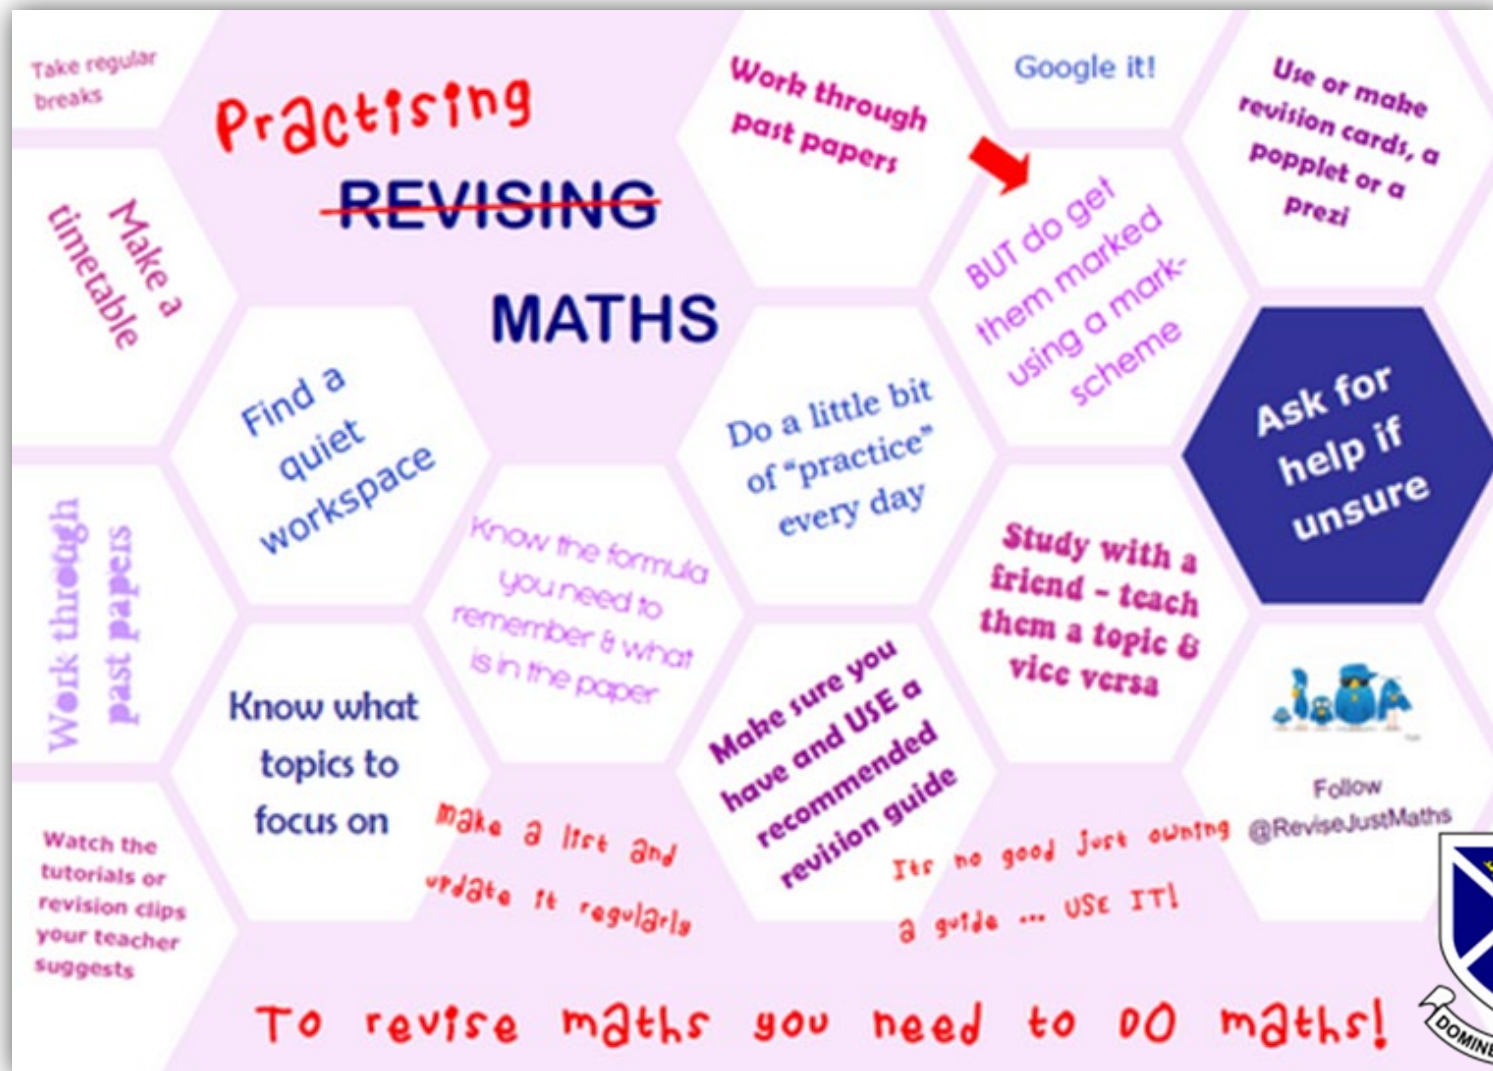 Take regular
breaks
Practising
REVISING
MATHS
Work through
past papers
Google it!
Use or make
revision cards, a
popplet or a
prezi
Make a
timetable
BUT do get
them marked
using a mark-
scheme
Find a
quiet
workspace
Do a little bit
of “practice”
every day
Ask for
help if
unsure
Work through
past papers
Know the formula
you need to
remember & what
is in the paper
Study with a
friend - teach
them a topic &
vice versa
Know what
topics to
focus on
make a list and
update it regularly
Make sure you
have and USE a
recommended
revision guide
Its no good just owning
a guide ... USE IT!
Follow
@ReviseJustMaths
Watch the
tutorials or
revision clips
your teacher
suggests
To revise maths you need to DO maths!
DOMINE